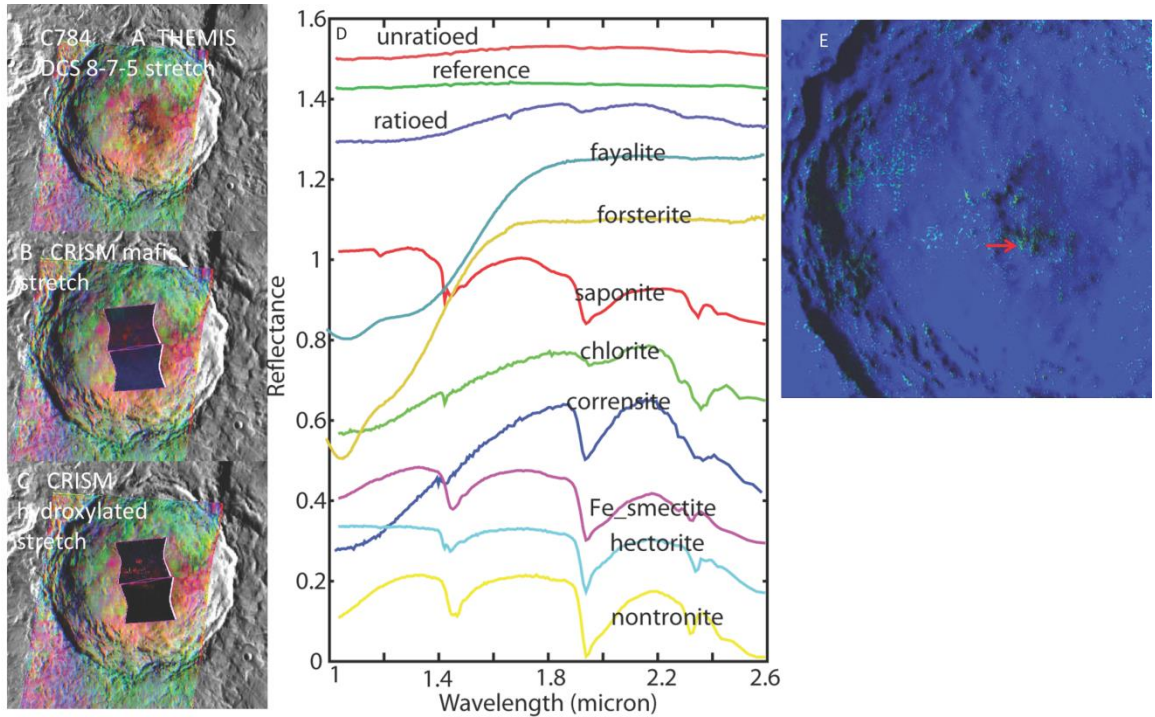 C784 A THEMIS
DCS 8-7-5 stretch
B CRISM mafic
stretch
C CRISM
hydroxylated
stretch
D
1.6
1.4
1.2
1
0.8
0.6
0.4
0.2
0
Reflectance
unratioed
reference
ratioed
fayalite
forsterite
saponite
chlorite
corrensite
Fe_smectite
hectorite
nontronite
1 1.4 1.8 2.2 2.6
Wavelength (micron)
E